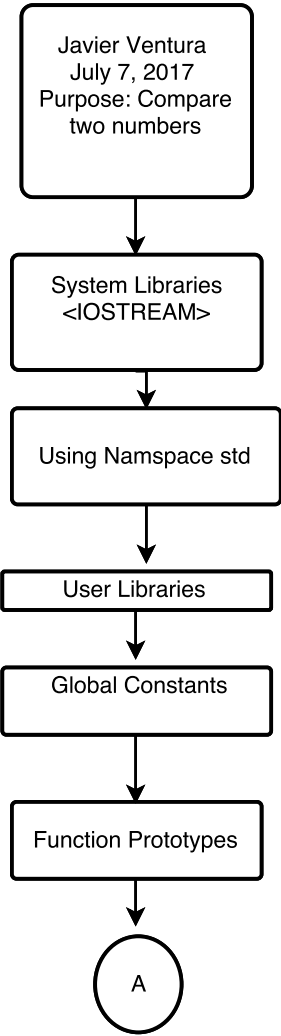 Javier Ventura
July 7, 2017
Purpose: Compare
two numbers
System Libraries
<IOSTREAM>
Using Namspace std
User Libraries
Global Constants
Function Prototypes
A